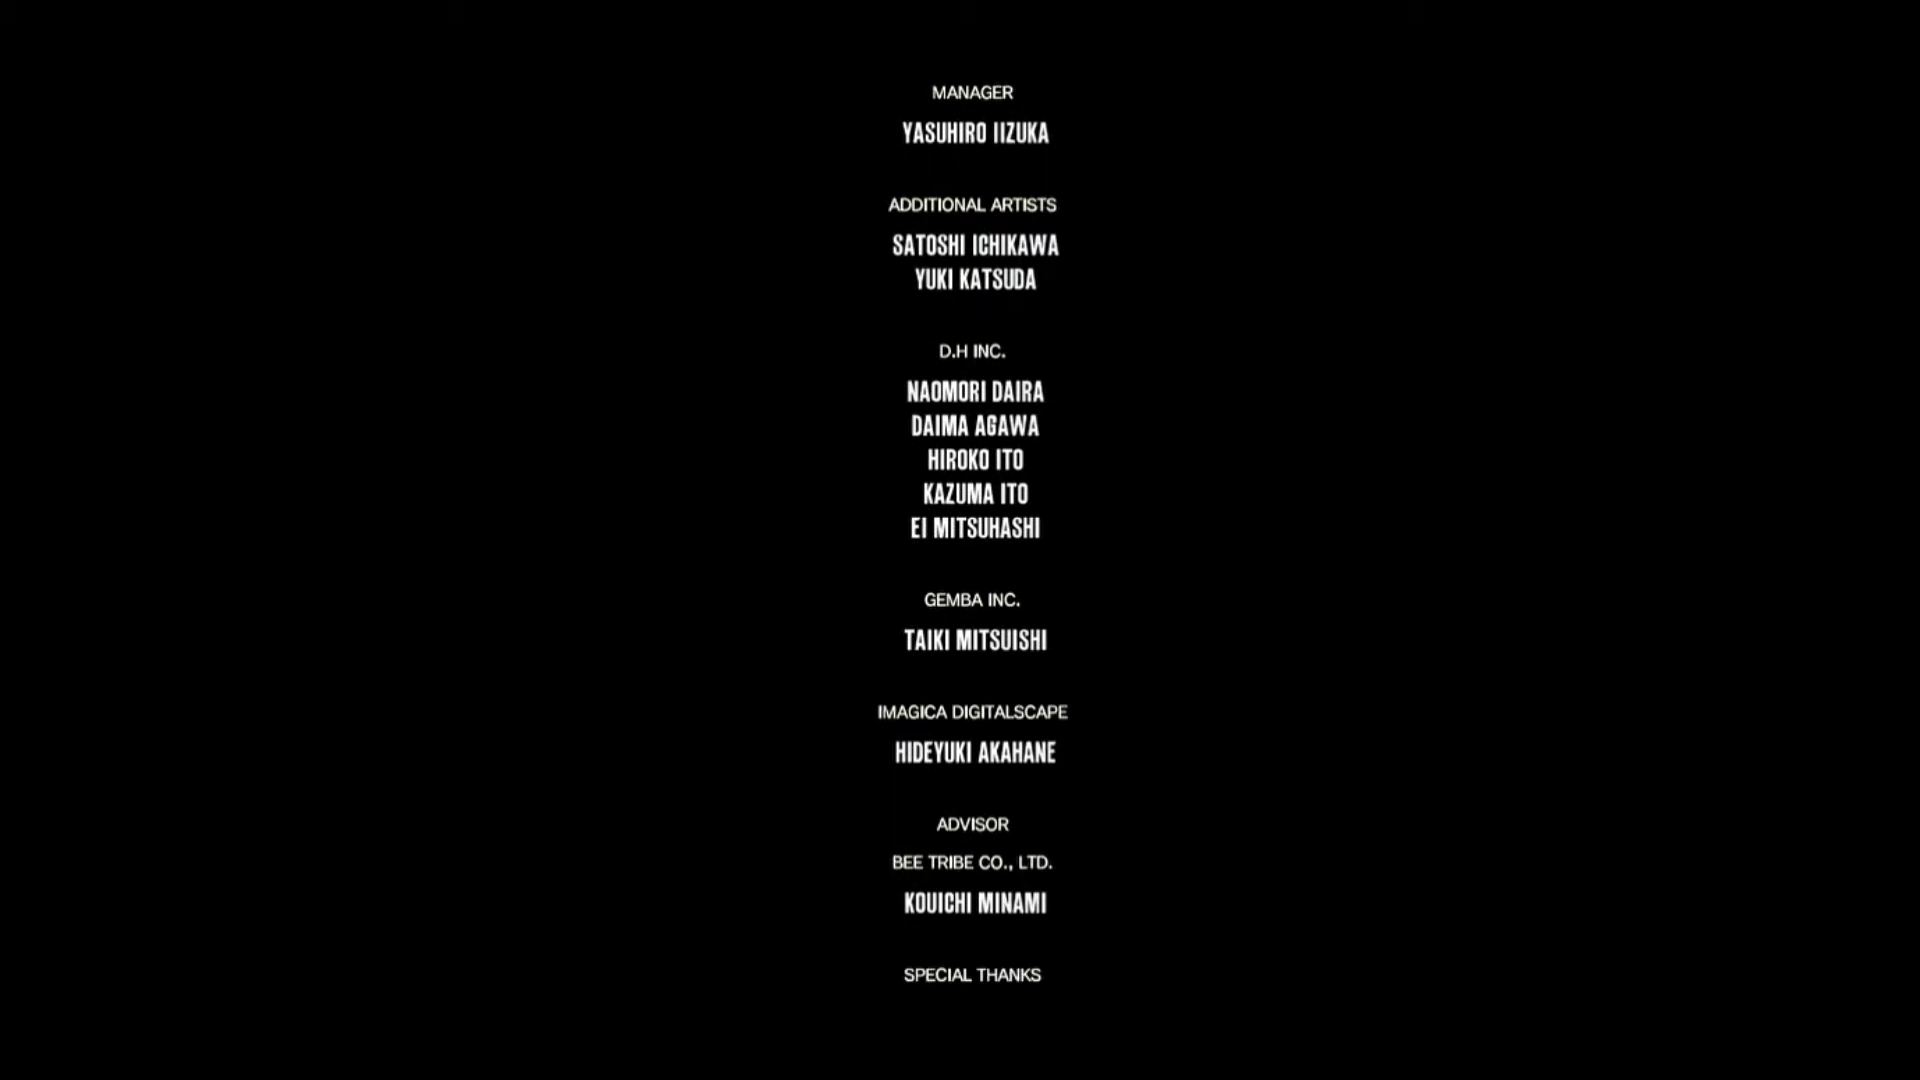 MANAGER
YASUHIRO IIZUKA
ADDITIONAL ARTISTS
SATOSHI ICHIKAWA
YUKI KATSUDA
D.H INC.
NAOMORI DAIRA
DAIMA AGAWA
HIROKO ITO
KAZUMA ITO
EI MITSUHASHI
GEMBA INC.
TAIKI MITSUISHI
IMAGICA DIGITALSCAPE
HIDEYUKI AKAHANE
ADVISOR
BEE TRIBE CO., LTD.
KOUICHI MINAMI
SPECIAL THANKS